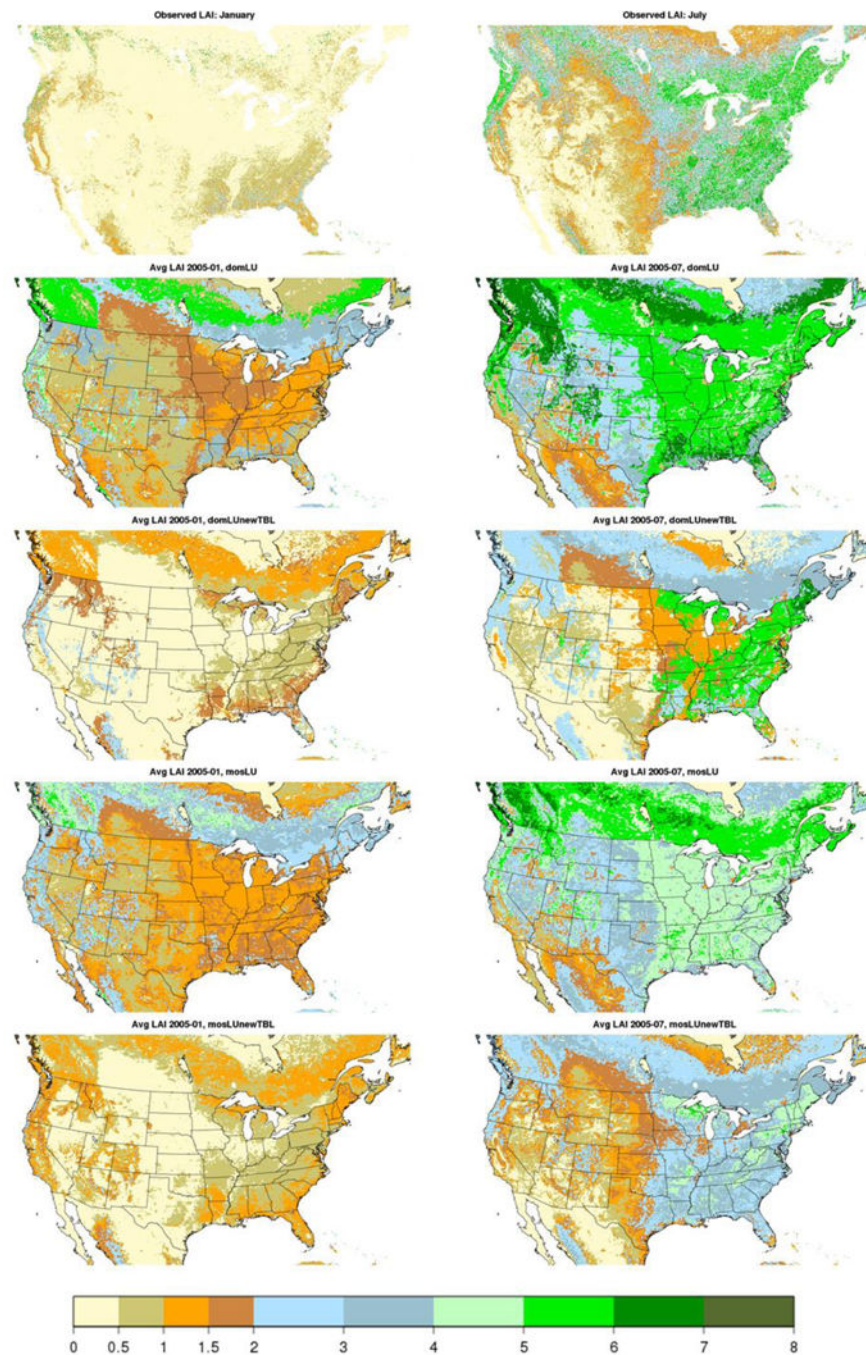 Observed LAI: January
Observed LAI: July
Avg LAI 2005-01, domLU
Avg LAI 2005-07, domLU
Avg LAI 2005-01, domLUnewTBL
Avg LAI 2005-07, domLUnewTBL
Avg LAI 2005-01, mosLU
Avg LAI 2005-07, mosLU
Avg LAI 2005-01, mosLUnewTBL
Avg LAI 2005-07, mosLUnewTBL
0 0.5 1 1.5 2 3 4 5 6 7 8